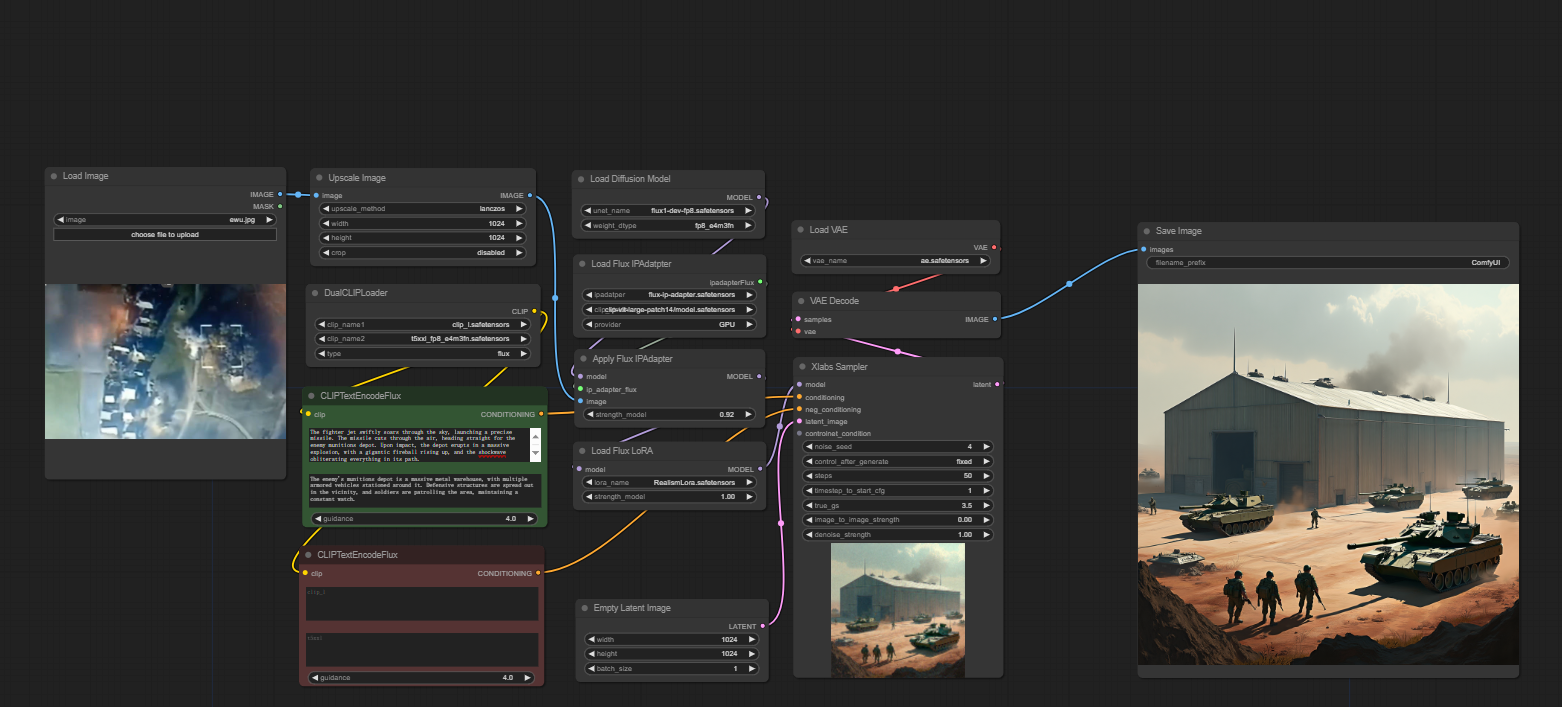 Load Image
IMAGE
MASK
image ewu.jpg
choose file to upload
Upscale Image
image IMAGE
upscale_method lanczos
width 1024
height 1024
crop disabled
DualCLIPLoader
CLIP
clip_name1 clip_l.safetensors
clip_name2 t5xxl_fp8_e4m3fn.safetensors
type flux
CLIPTextEncodeFlux
clip CONDITIONING
The fighter jet swiftly soars through the sky, launching a precise
missile. The missile cuts through the air, heading straight for the
enemy munitions depot. Upon impact, the depot erupts in a massive
explosion, with a gigantic fireball rising up, and the shockwave
obliterating everything in its path.
The enemy's munitions depot is a massive metal warehouse, with multiple
armored vehicles stationed around it. Defensive structures are spread out
in the vicinity, and soldiers are patrolling the area, maintaining a
constant watch.
guidance 4.0
CLIPTextEncodeFlux
clip CONDITIONING
clip_l
t5xxl
guidance 4.0
Load Diffusion Model
MODEL
unet_name flux1-dev-fp8.safetensors
weight_dtype fp8_e4m3fn
Load Flux IPAdatpter
ipadapterFlux
ipadatper flux-ip-adapter.safetensors
clip-vit-large-patch14/model.safetensors
provider GPU
Apply Flux IPAdapter
model MODEL
ip_adapter_flux
image
strength_model 0.92
Load Flux LoRA
model MODEL
lora_name RealismLora.safetensors
strength_model 1.00
Empty Latent Image
LATENT
width 1024
height 1024
batch_size 1
Load VAE
VAE
vae_name ae.safetensors
VAE Decode
samples IMAGE
vae
Xlabs Sampler
model latent
conditioning
neg_conditioning
latent_image
controlnet_condition
noise_seed 4
control_after_generate fixed
steps 50
timestep_to_start_cfg 1
true_gs 3.5
image_to_image_strength 0.00
denoise_strength 1.00
Save Image
images
filename_prefix ComfyUI